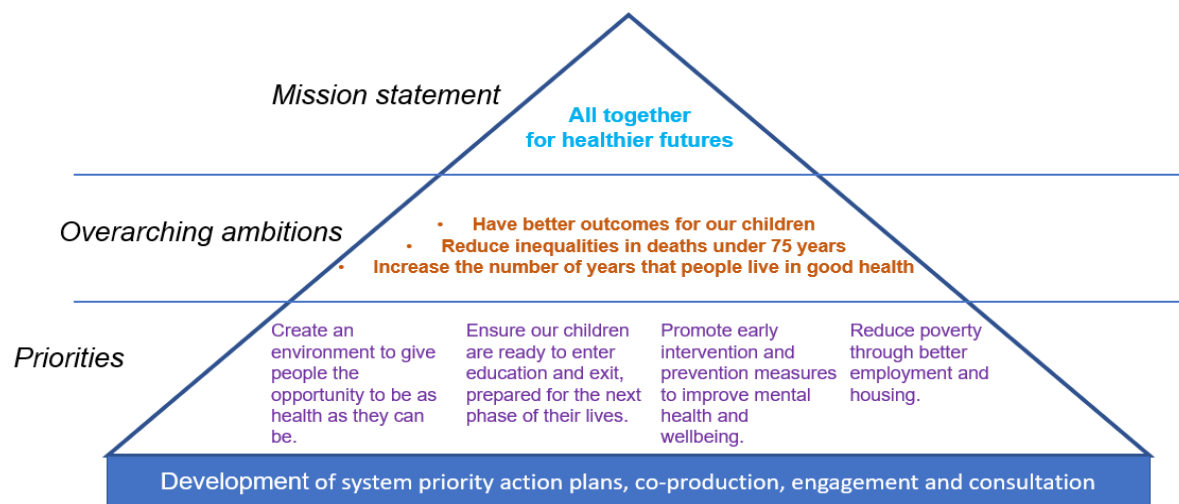 Mission statement
All together
for healthier futures
Overarching ambitions
• Have better outcomes for our children
• Reduce inequalities in deaths under 75 years
• Increase the number of years that people live in good health
Priorities
Create an
environment to give
people the
opportunity to be as
health as they can
be.
Ensure our children
are ready to enter
education and exit,
prepared for the next
phase of their lives.
Promote early
intervention and
prevention measures
to improve mental
health and
wellbeing.
Reduce poverty
through better
employment and
housing.
Development of system priority action plans, co-production, engagement and consultation